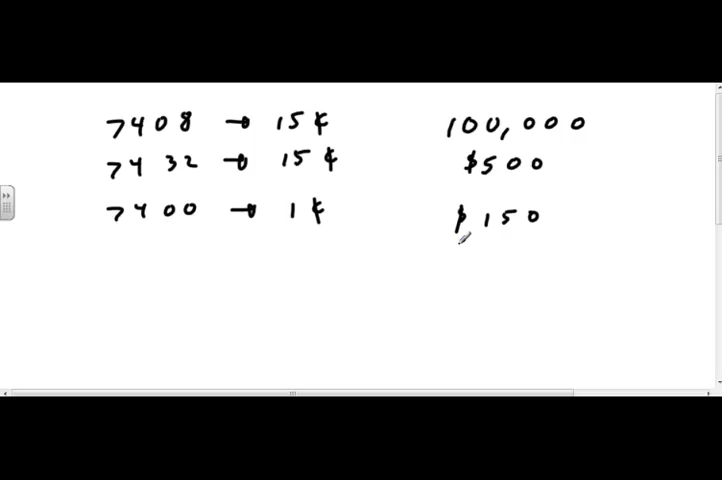 7408 → 15¢ 100,000
7432 → 15¢ $500
7400 → 1¢ $150